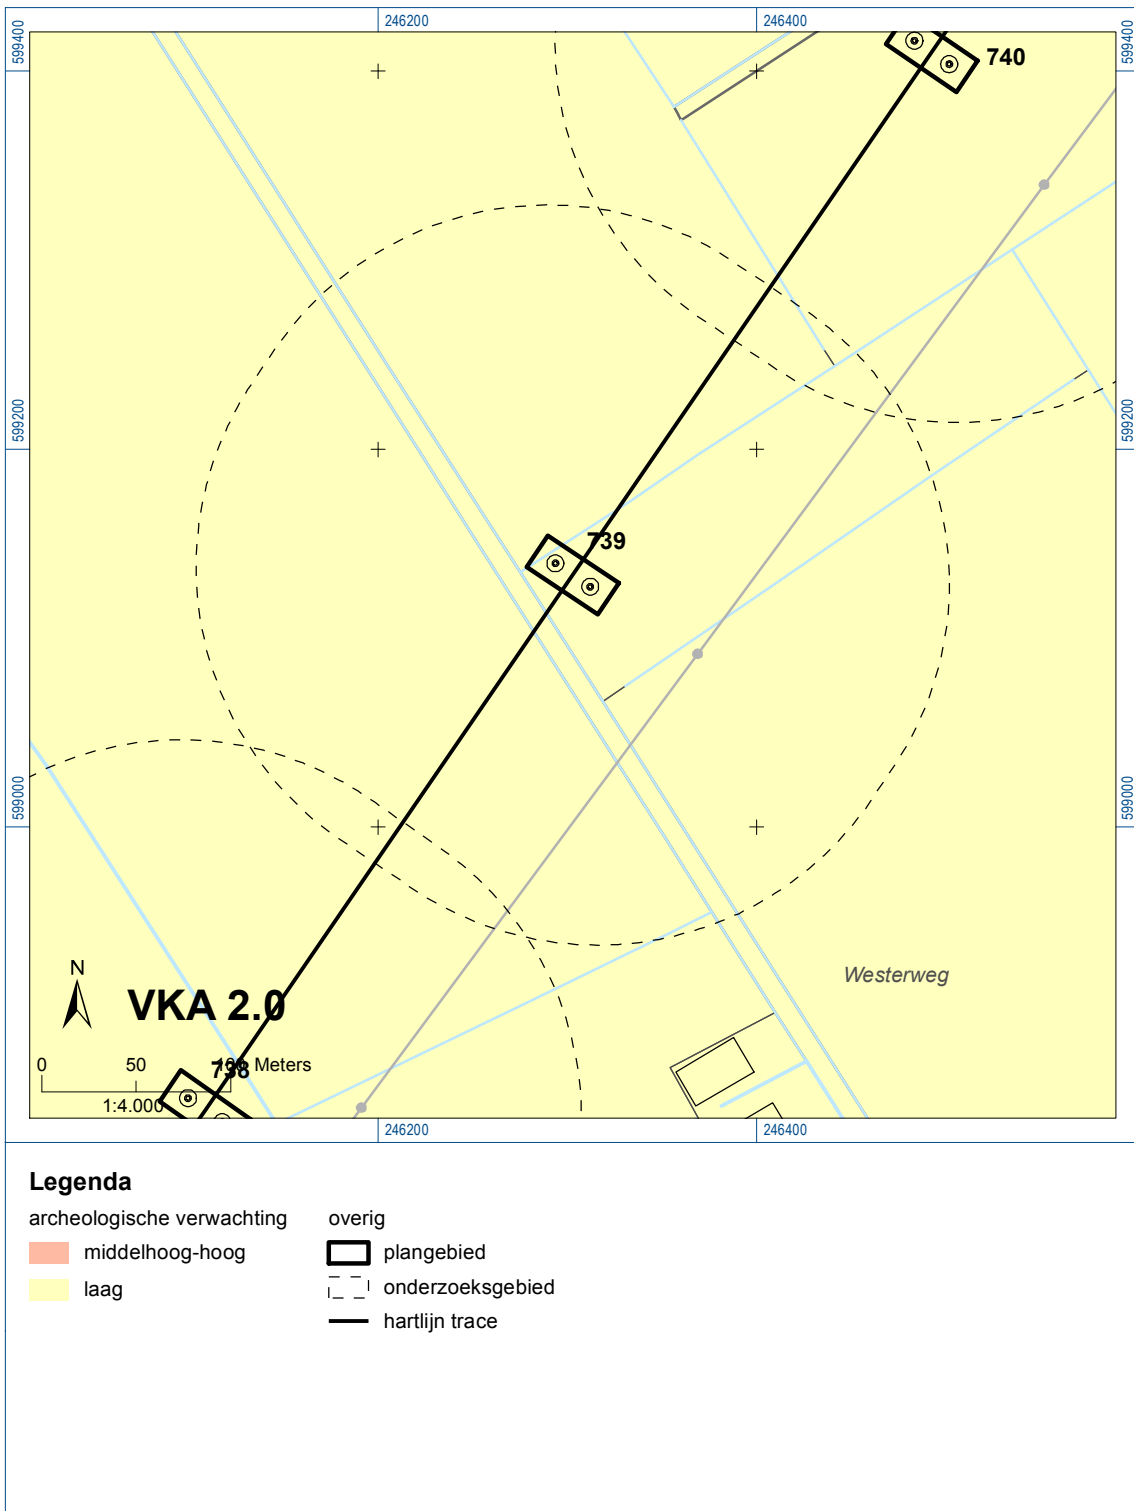 246200
246400
599400
599400
740
599200
599200
739
599000
599000
Westerweg
N
VKA 2.0
0
50
100 Meters
738
1:4.000
246200
246400
Legenda
archeologische verwachting
middelhoog-hoog
laag
overig
plangebied
onderzoeksgebied
hartlijn trace